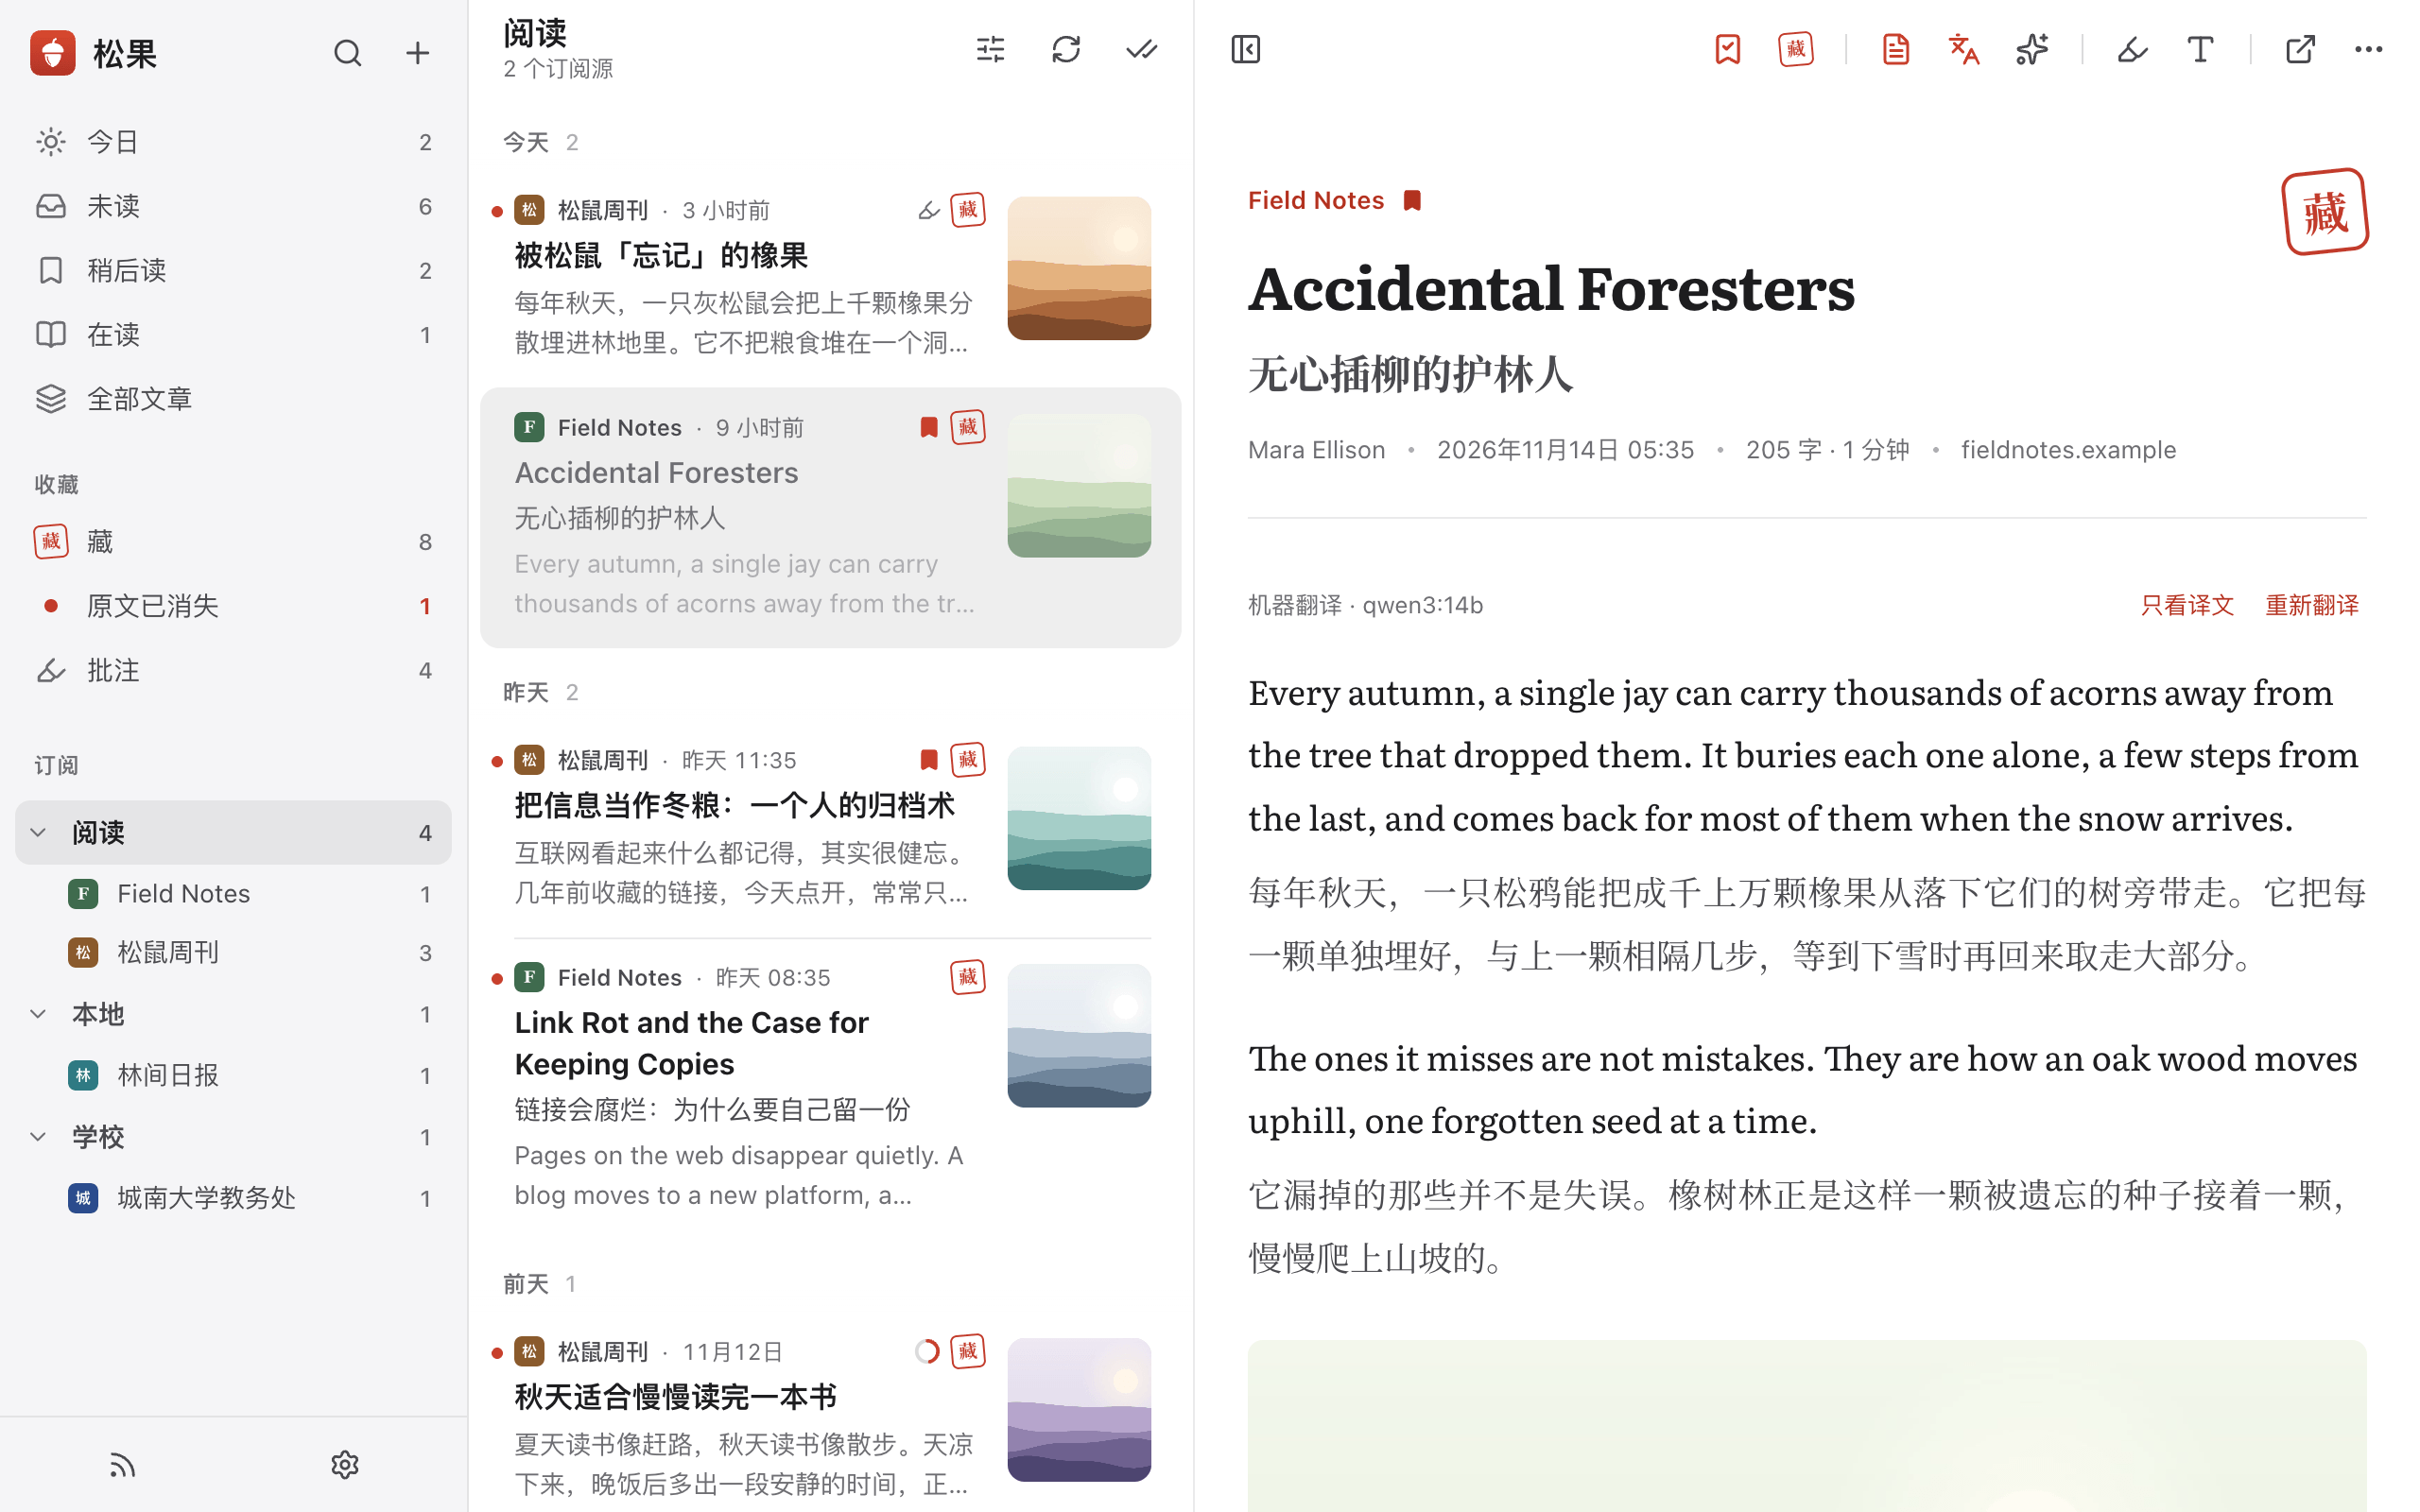 松果
今日 2
未读 6
稍后读 2
在读 1
全部文章
收藏
藏 藏 8
原文已消失 1
批注 4
订阅
阅读 4
F Field Notes 1
松 松鼠周刊 3
本地 1
林 林间日报 1
学校 1
城 城南大学教务处 1
阅读
2 个订阅源
今天 2
松 松鼠周刊 · 3 小时前 藏
被松鼠「忘记」的橡果
每年秋天，一只灰松鼠会把上千颗橡果分
散埋进林地里。它不把粮食堆在一个洞…
F Field Notes · 9 小时前 藏
Accidental Foresters
无心插柳的护林人
Every autumn, a single jay can carry
thousands of acorns away from the tr…
昨天 2
松 松鼠周刊 · 昨天 11:35 藏
把信息当作冬粮：一个人的归档术
互联网看起来什么都记得，其实很健忘。
几年前收藏的链接，今天点开，常常只…
F Field Notes · 昨天 08:35 藏
Link Rot and the Case for
Keeping Copies
链接会腐烂：为什么要自己留一份
Pages on the web disappear quietly. A
blog moves to a new platform, a…
前天 1
松 松鼠周刊 · 11月12日 藏
秋天适合慢慢读完一本书
夏天读书像赶路，秋天读书像散步。天凉
下来，晚饭后多出一段安静的时间，正…
藏
Field Notes
藏
Accidental Foresters
无心插柳的护林人
Mara Ellison • 2026年11月14日 05:35 • 205 字 · 1 分钟 • fieldnotes.example
机器翻译 · qwen3:14b 只看译文 重新翻译
Every autumn, a single jay can carry thousands of acorns away from
the tree that dropped them. It buries each one alone, a few steps from
the last, and comes back for most of them when the snow arrives.
每年秋天，一只松鸦能把成千上万颗橡果从落下它们的树旁带走。它把每
一颗单独埋好，与上一颗相隔几步，等到下雪时再回来取走大部分。
The ones it misses are not mistakes. They are how an oak wood moves
uphill, one forgotten seed at a time.
它漏掉的那些并不是失误。橡树林正是这样一颗被遗忘的种子接着一颗，
慢慢爬上山坡的。